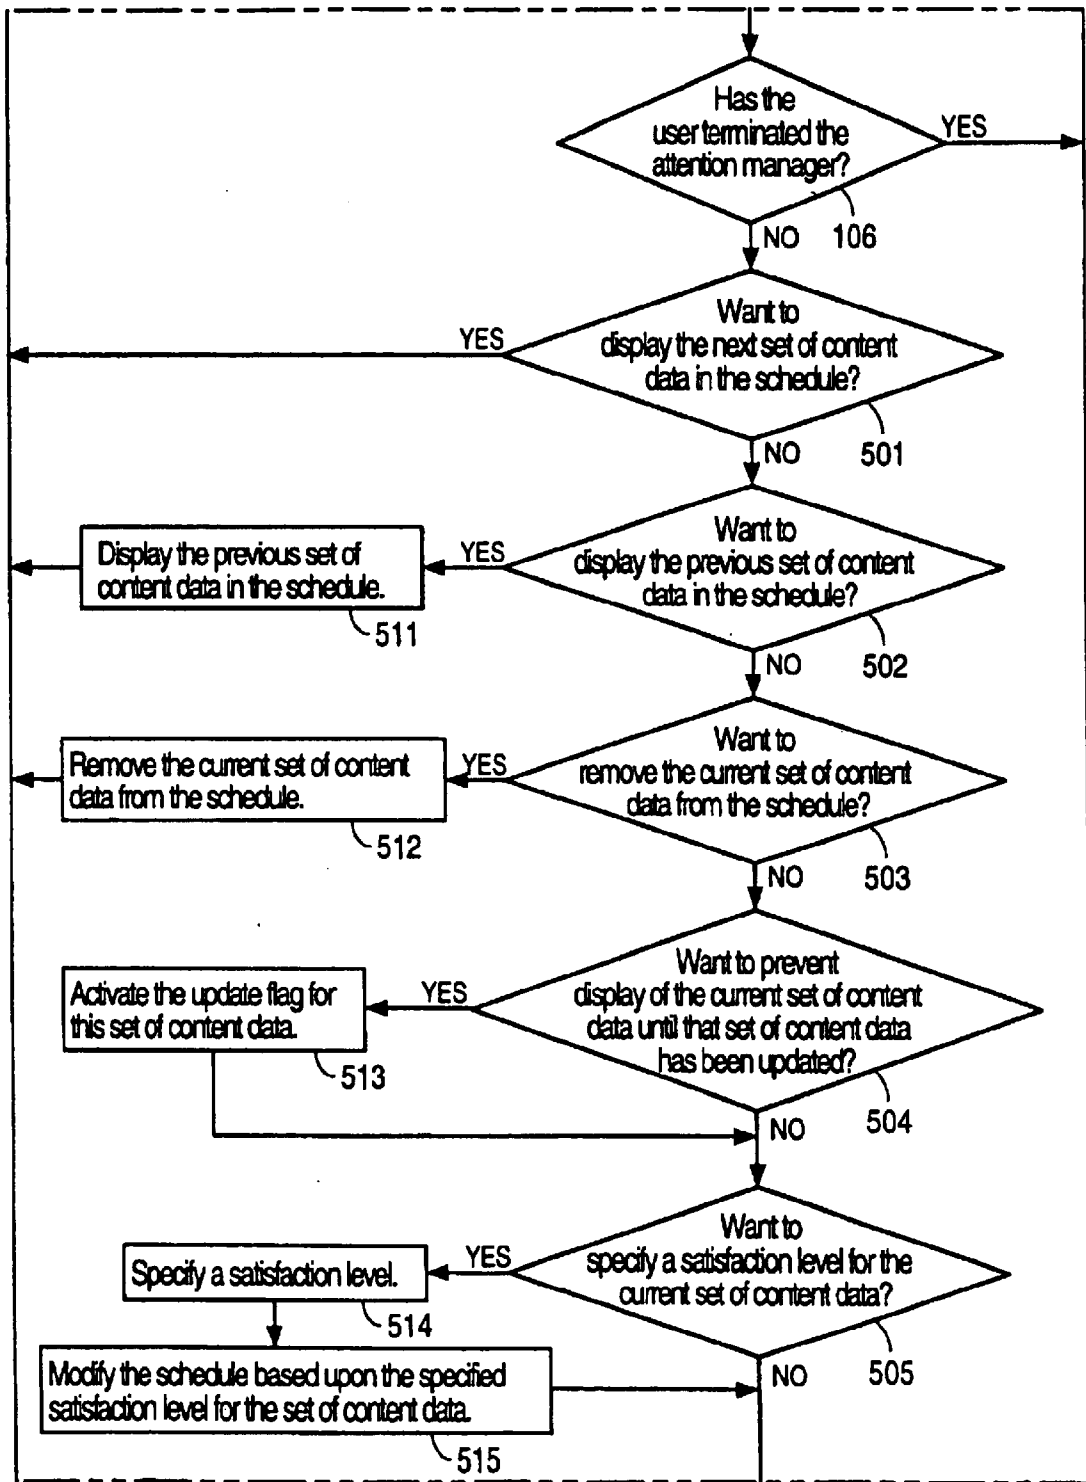 Has the
user terminated the
attention manager?
YES
106
NO
Want to
display the next set of content
data in the schedule?
YES
501
NO
Want to
display the previous set of content
data in the schedule?
YES
Display the previous set of
content data in the schedule.
511
502
NO
Want to
remove the current set of content
data from the schedule?
YES
Remove the current set of content
data from the schedule.
512
503
NO
Want to prevent
display of the current set of content
data until that set of content data
has been updated?
YES
Activate the update flag for
this set of content data.
513
504
NO
Want to
specify a satisfaction level for the
current set of content data?
YES
Specify a satisfaction level.
514
505
NO
Modify the schedule based upon the specified
satisfaction level for the set of content data.
515